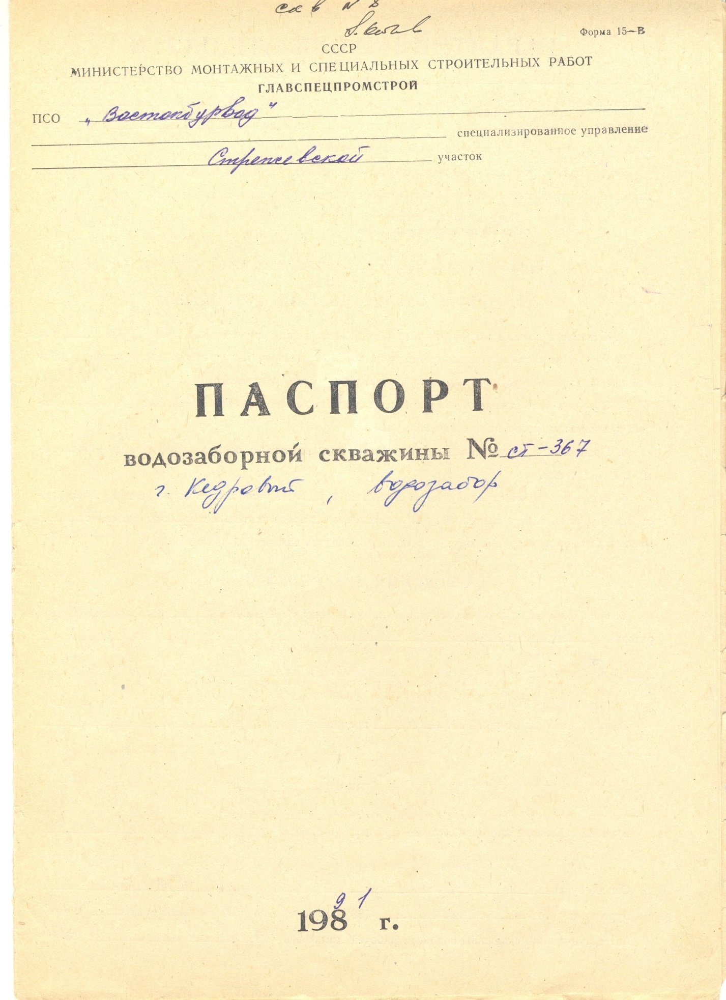 скв № 8
Форма 15—В
СССР
МИНИСТЕРСТВО МОНТАЖНЫХ И СПЕЦИАЛЬНЫХ СТРОИТЕЛЬНЫХ РАБОТ
ГЛАВСПЕЦПРОМСТРОЙ
ПСО „Востокбурвод"
специализированное управление
Стрежевской участок
ПАСПОРТ
водозаборной скважины № ст-367
г. Кедровый, водозабор
91
198 г.